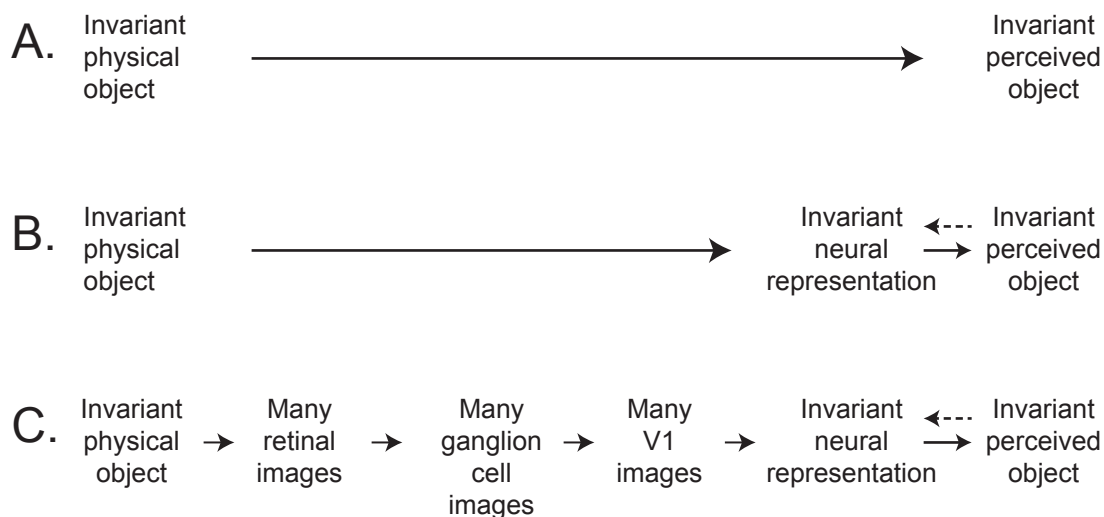 A.
Invariant
physical
object
Invariant
perceived
object
B.
Invariant
physical
object
Invariant
neural
representation
Invariant
perceived
object
C.
Invariant
physical
object
Many
retinal
images
Many
ganglion
cell
images
Many
V1
images
Invariant
neural
representation
Invariant
perceived
object